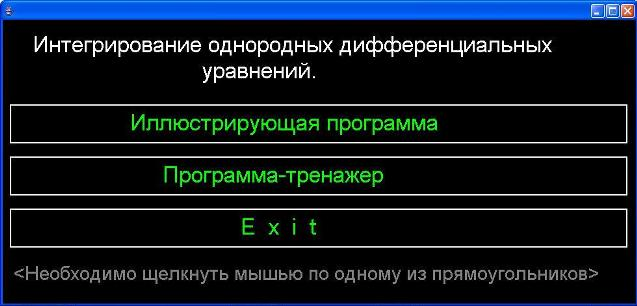 Интегрирование однородных дифференциальных
уравнений.
Иллюстрирующая программа
Программа-тренажер
E x i t
<Необходимо щелкнуть мышью по одному из прямоугольников>